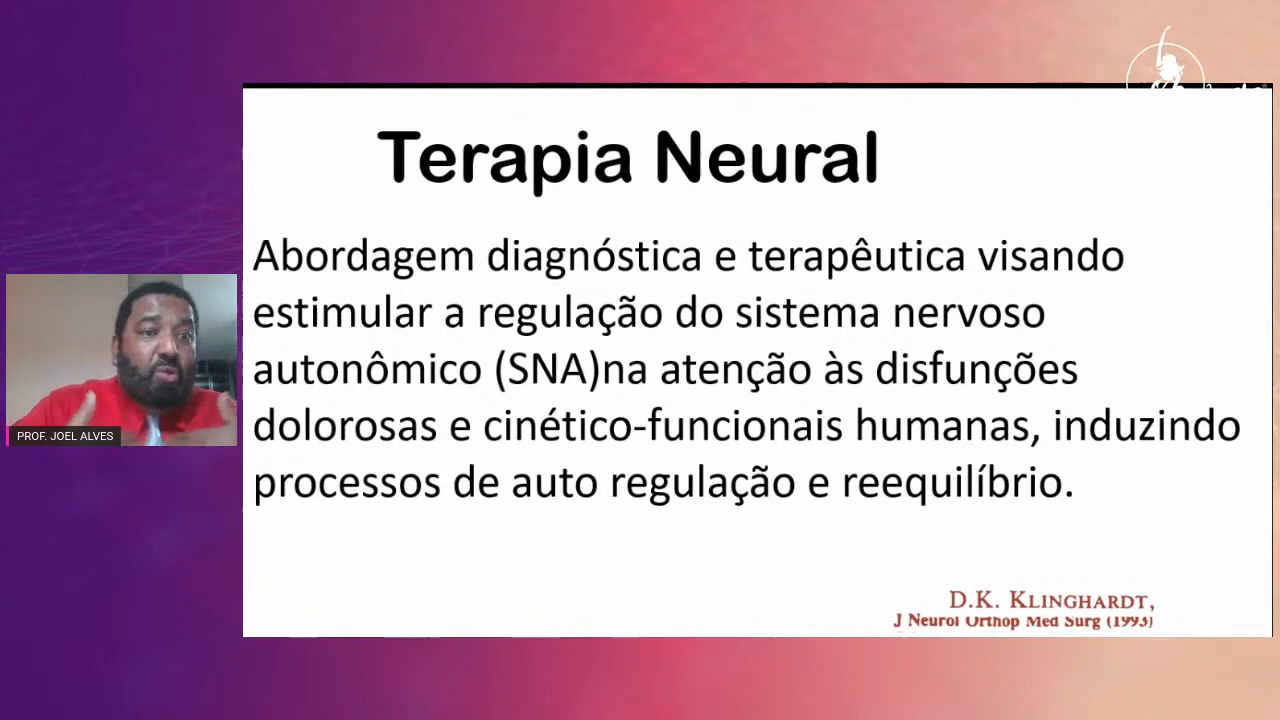 Terapia Neural
Abordagem diagnóstica e terapêutica visando
estimular a regulação do sistema nervoso
autonômico (SNA)na atenção às disfunções
dolorosas e cinético-funcionais humanas, induzindo
processos de auto regulação e reequilíbrio.
D.K. KLINGHARDT,
J Neurol Orthop Med Surg (1993)
PROF. JOEL ALVES